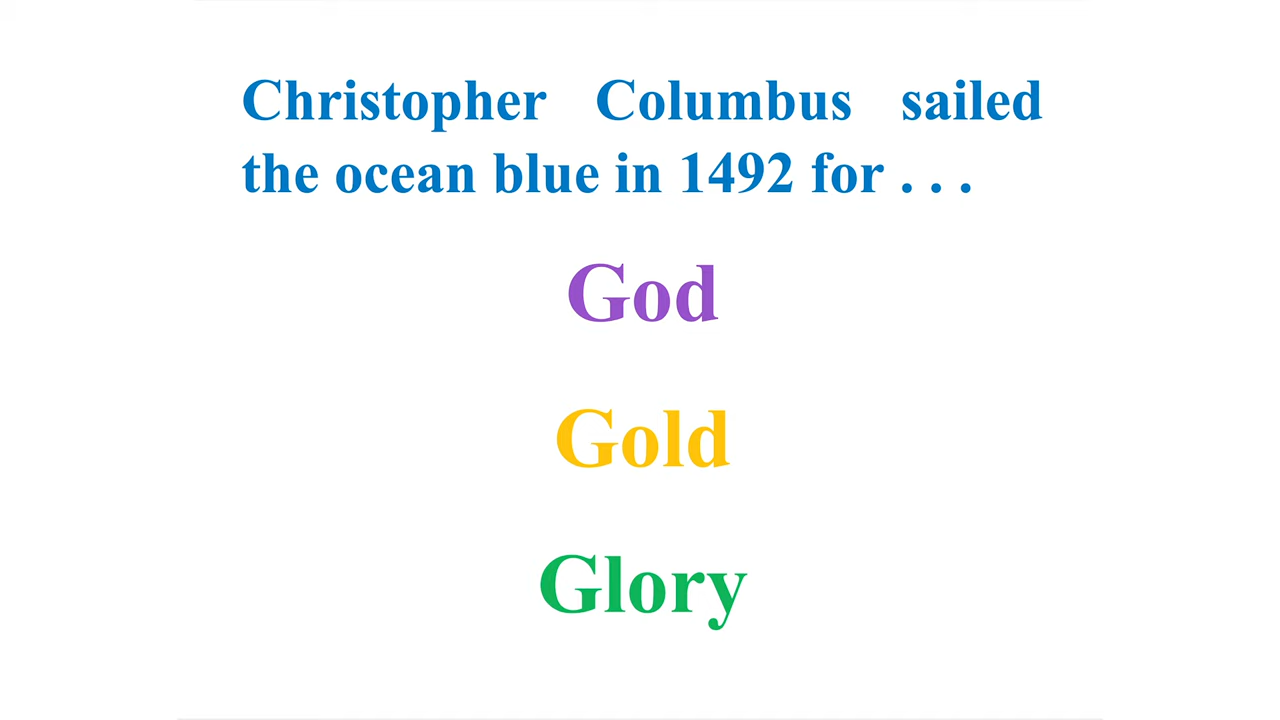 Christopher Columbus sailed
the ocean blue in 1492 for . . .
God
Gold
Glory